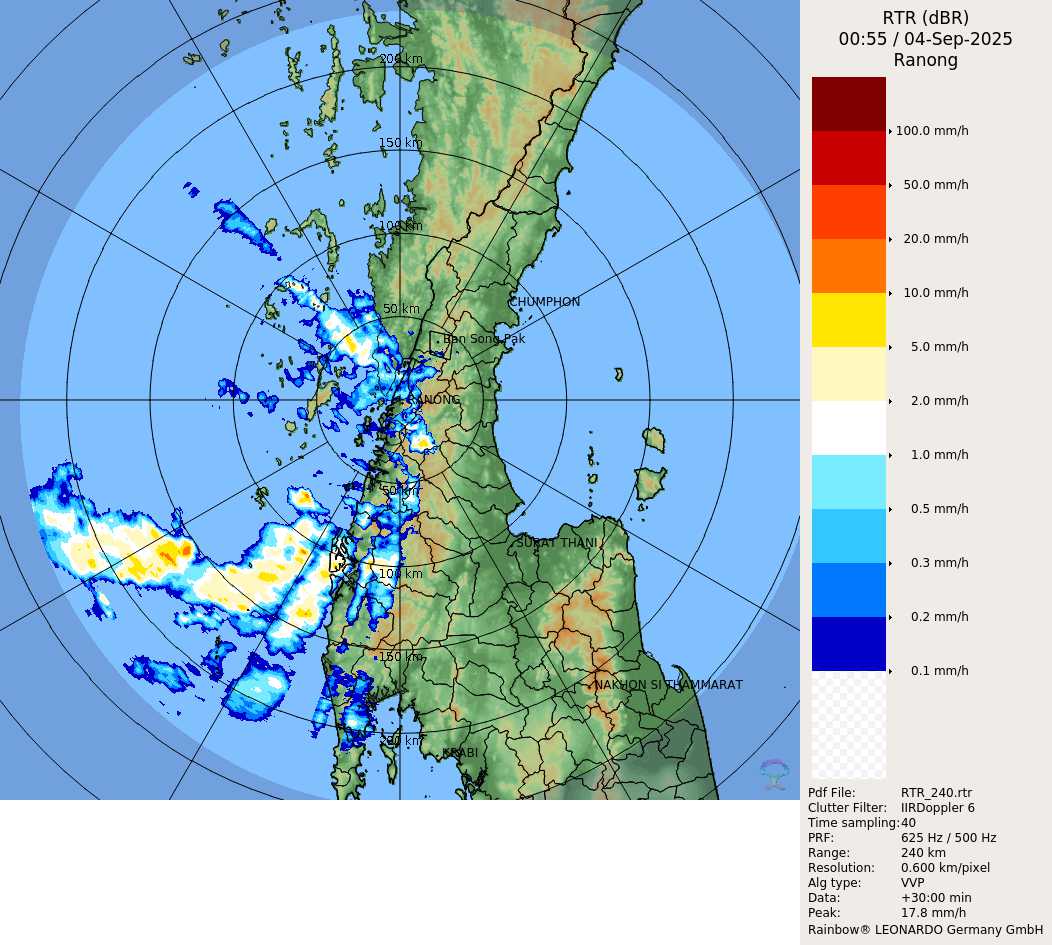 RTR (dBR)
00:55 / 04-Sep-2025
Ranong
100.0 mm/h
50.0 mm/h
20.0 mm/h
10.0 mm/h
5.0 mm/h
2.0 mm/h
1.0 mm/h
0.5 mm/h
0.3 mm/h
0.2 mm/h
0.1 mm/h
200 km
150 km
100 km
50 km
CHUMPHON
Ban Song Pak
RANONG
50 km
SURAT THANI
100 km
150 km
NAKHON SI THAMMARAT
200 km
KRABI
Pdf File: RTR_240.rtr
Clutter Filter: IIRDoppler 6
Time sampling:40
PRF: 625 Hz / 500 Hz
Range: 240 km
Resolution: 0.600 km/pixel
Alg type: VVP
Data: +30:00 min
Peak: 17.8 mm/h
Rainbow® LEONARDO Germany GmbH